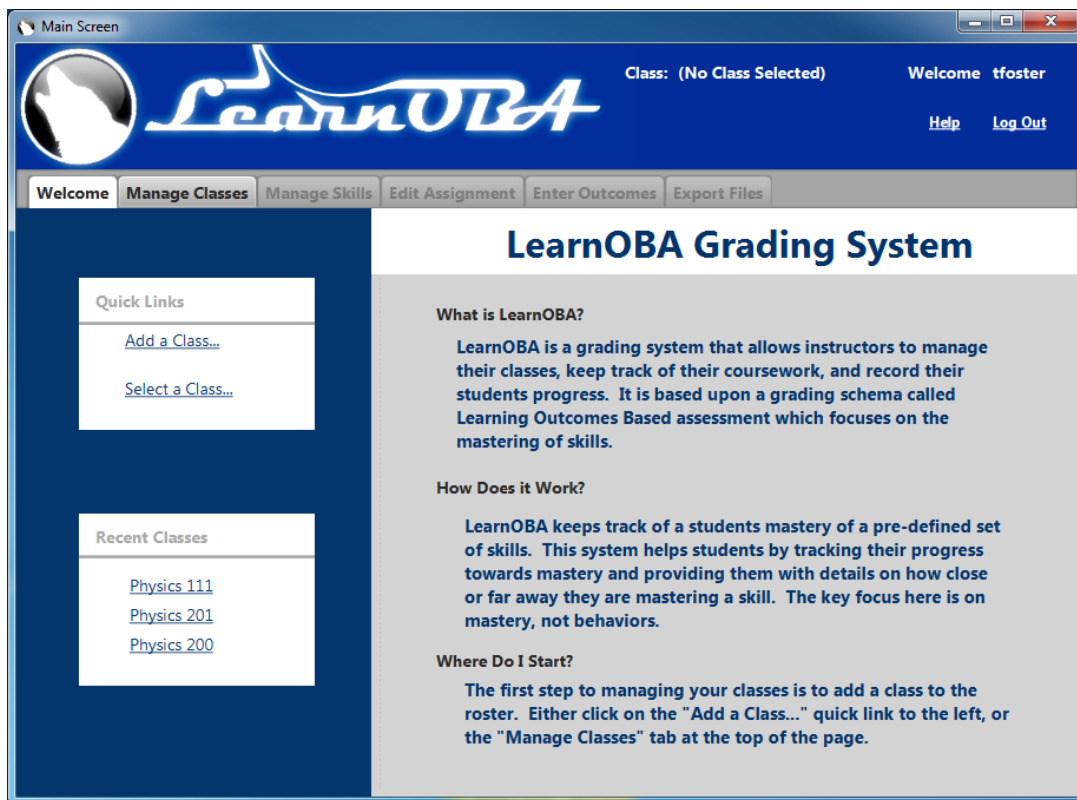 Main Screen
LearnOBA
Class: (No Class Selected)
Welcome tfoster
Help
Log Out
Welcome
Manage Classes
Manage Skills
Edit Assignment
Enter Outcomes
Export Files
LearnOBA Grading System
Quick Links
Add a Class...
Select a Class...
Recent Classes
Physics 111
Physics 201
Physics 200
What is LearnOBA?
LearnOBA is a grading system that allows instructors to manage
their classes, keep track of their coursework, and record their
students progress. It is based upon a grading schema called
Learning Outcomes Based assessment which focuses on the
mastering of skills.
How Does it Work?
LearnOBA keeps track of a students mastery of a pre-defined set
of skills. This system helps students by tracking their progress
towards mastery and providing them with details on how close
or far away they are mastering a skill. The key focus here is on
mastery, not behaviors.
Where Do I Start?
The first step to managing your classes is to add a class to the
roster. Either click on the "Add a Class..." quick link to the left, or
the "Manage Classes" tab at the top of the page.